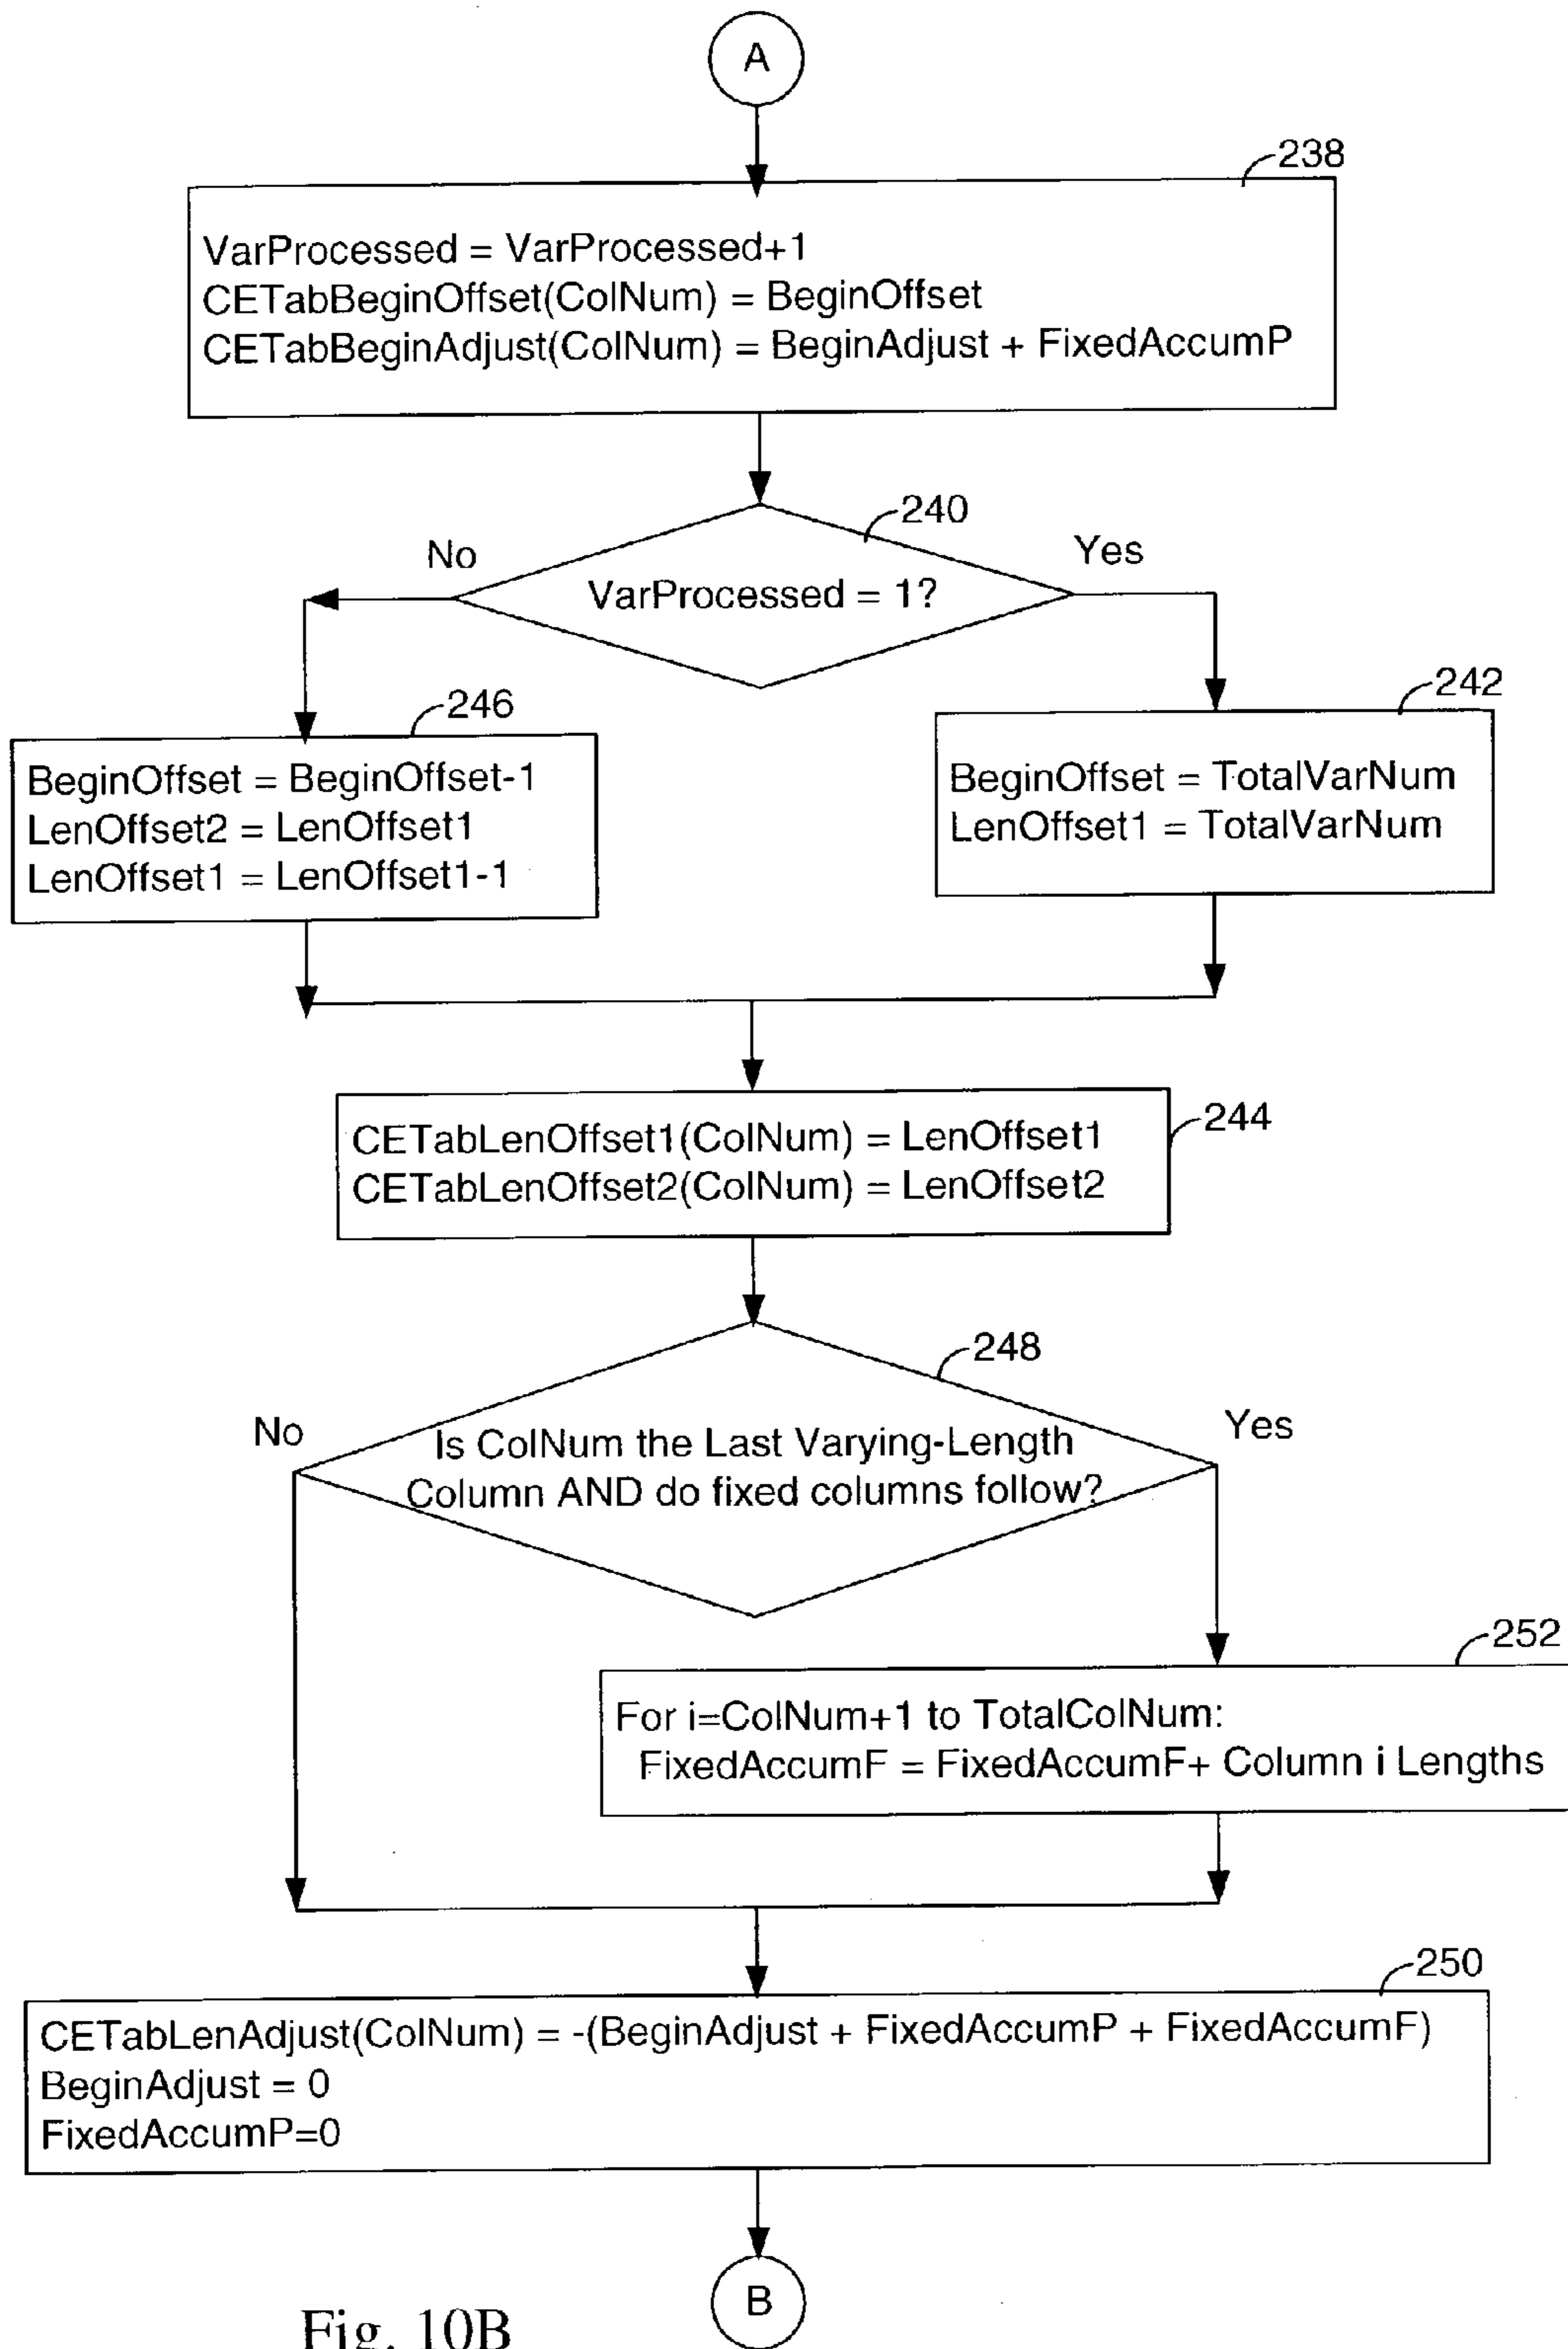 A
238
VarProcessed = VarProcessed+1
CETabBeginOffset(ColNum) = BeginOffset
CETabBeginAdjust(ColNum) = BeginAdjust + FixedAccumP
240
No
Yes
VarProcessed = 1?
246
242
BeginOffset = BeginOffset-1
LenOffset2 = LenOffset1
LenOffset1 = LenOffset1-1
BeginOffset = TotalVarNum
LenOffset1 = TotalVarNum
244
CETabLenOffset1(ColNum) = LenOffset1
CETabLenOffset2(ColNum) = LenOffset2
248
No
Yes
Is ColNum the Last Varying-Length
Column AND do fixed columns follow?
252
For i=ColNum+1 to TotalColNum:
FixedAccumF = FixedAccumF+ Column i Lengths
250
CETabLenAdjust(ColNum) = -(BeginAdjust + FixedAccumP + FixedAccumF)
BeginAdjust = 0
FixedAccumP=0
B
Fig. 10B